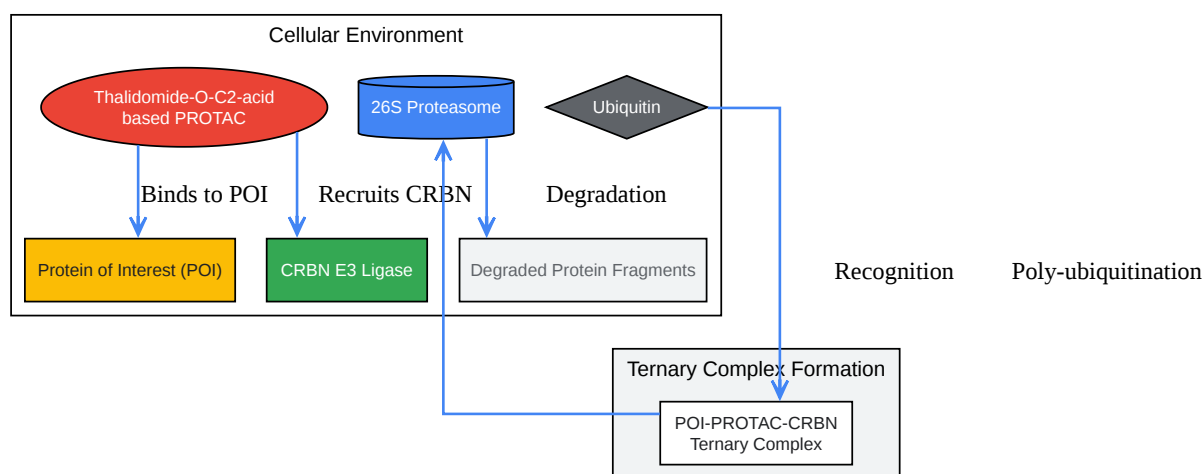 Cellular Environment
Thalidomide-O-C2-acid
based PROTAC
26S Proteasome
Ubiquitin
Binds to POI
Recruits CRBN
Degradation
Protein of Interest (POI)
CRBN E3 Ligase
Degraded Protein Fragments
Recognition
Poly-ubiquitination
Ternary Complex Formation
POI-PROTAC-CRBN
Ternary Complex